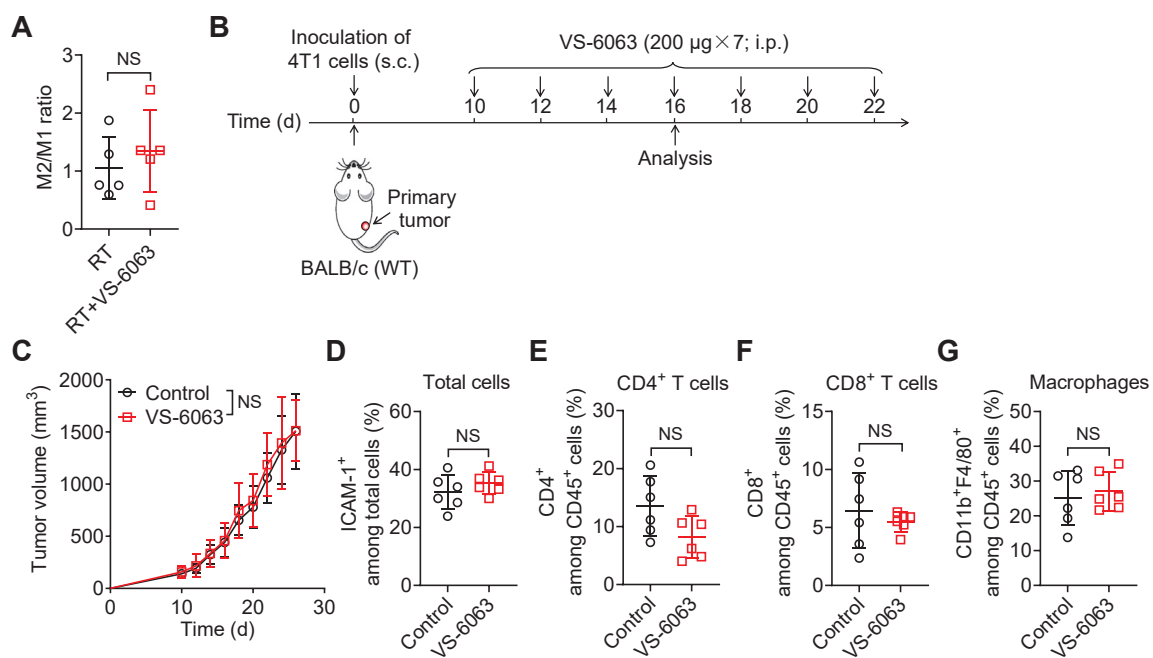 A
M2/M1 ratio
3
2
1
0
NS
RT
RT+VS-6063
B
Inoculation of
4T1 cells (s.c.)
VS-6063 (200 µg×7; i.p.)
Time (d)
0
10
12
14
16
18
20
22
Analysis
Primary
tumor
BALB/c (WT)
C
Tumor volume (mm³)
2000
1500
1000
500
0
Control
VS-6063
NS
0
10
20
30
Time (d)
D
Total cells
ICAM-1⁺
among total cells (%)
60
40
20
0
NS
Control
VS-6063
E
CD4⁺ T cells
CD4⁺
among CD45⁺ cells (%)
30
20
10
0
NS
Control
VS-6063
F
CD8⁺ T cells
CD8⁺
among CD45⁺ cells (%)
15
10
5
0
NS
Control
VS-6063
G
Macrophages
CD11b⁺F4/80⁺
among CD45⁺ cells (%)
50
40
30
20
10
0
NS
Control
VS-6063